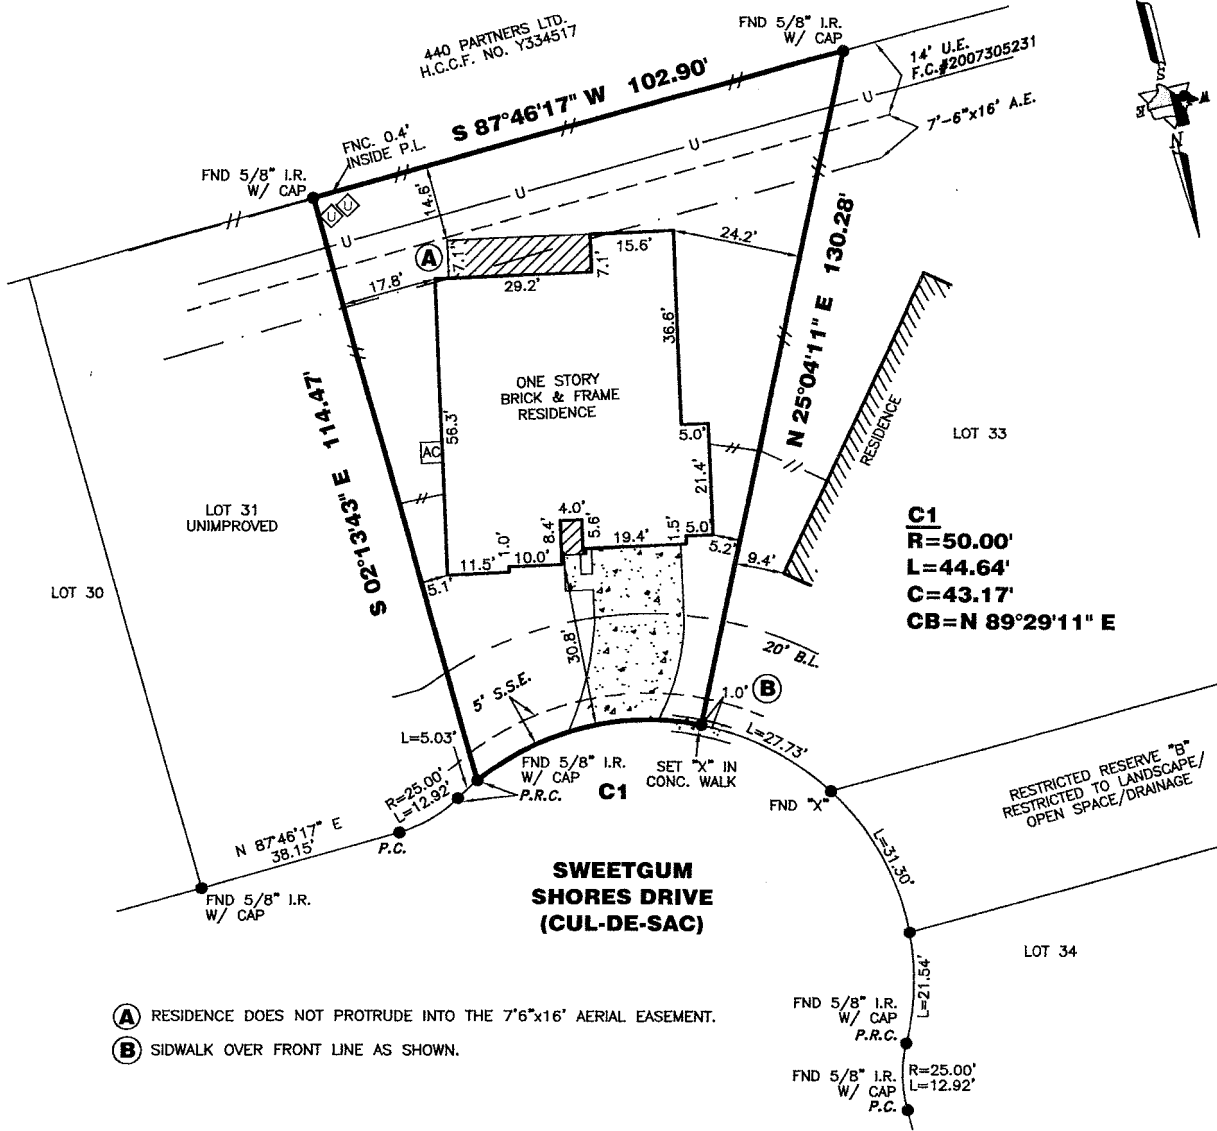 440 PARTNERS LTD.
H.C.C.F. NO. Y334517
FND 5/8" I.R.
W/ CAP
14' U.E.
F.C.#2007305231
7'-6"x16' A.E.
S 87°46'17" W 102.90'
FNC. 0.4'
INSIDE P.L.
FND 5/8" I.R.
W/ CAP
S
W
N
E
U
U
U
U
U
U
14.6'
A
7.1'
15.6'
7.1'
24.2'
17.8'
29.2'
36.6'
N 25°04'11" E 130.28'
S 02°13'43" E 114.47'
ONE STORY
BRICK & FRAME
RESIDENCE
56.3'
AC
5.0'
21.4'
RESIDENCE
LOT 33
LOT 31
UNIMPROVED
LOT 30
4.0'
8.4'
5.6'
19.4'
1.5'
5.0'
1.0'
11.5'
10.0'
5.1'
5.2'
9.4'
C1
R=50.00'
L=44.64'
C=43.17'
CB=N 89°29'11" E
30.8'
20' B.L.
5' S.S.E.
1.0'
B
L=5.03'
L=27.73'
FND 5/8" I.R.
W/ CAP
P.R.C.
C1
SET "X" IN
CONC. WALK
R=25.00'
L=12.92'
FND "X"
RESTRICTED RESERVE "B"
RESTRICTED TO LANDSCAPE/
OPEN SPACE/DRAINAGE
N 87°46'17" E
38.15'
P.C.
FND 5/8" I.R.
W/ CAP
SWEETGUM
SHORES DRIVE
(CUL-DE-SAC)
L=31.30'
LOT 34
L=21.54'
FND 5/8" I.R.
W/ CAP
P.R.C.
A RESIDENCE DOES NOT PROTRUDE INTO THE 7'6"x16' AERIAL EASEMENT.
B SIDWALK OVER FRONT LINE AS SHOWN.
FND 5/8" I.R.
W/ CAP
P.C.
R=25.00'
L=12.92'